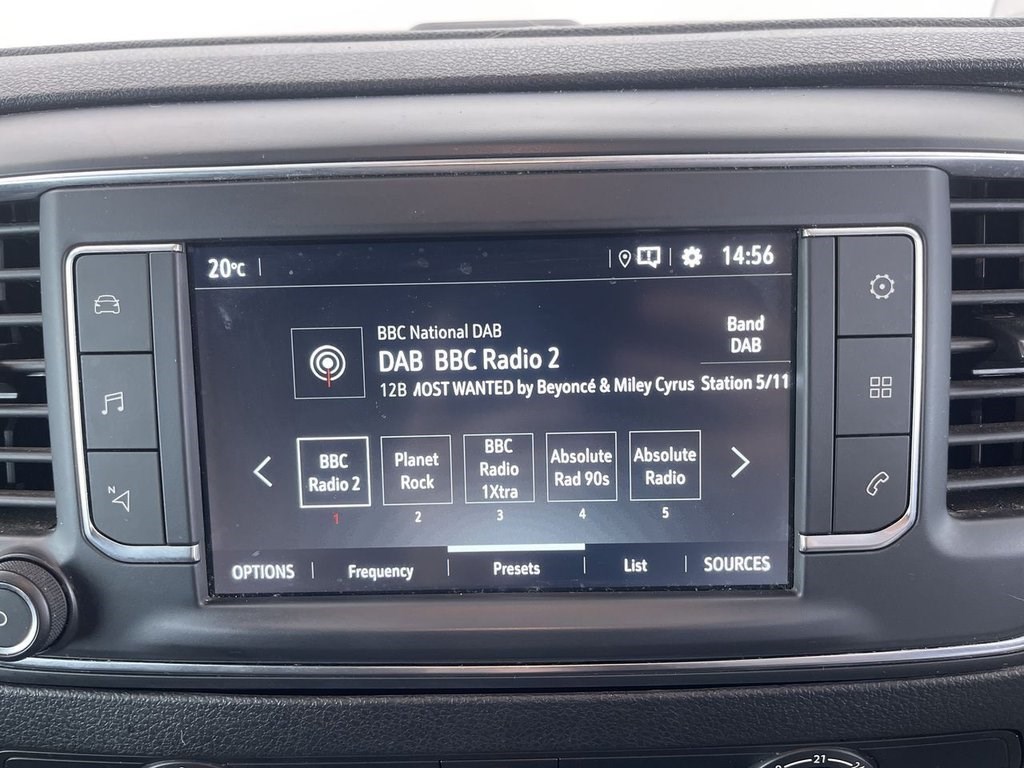 20°C
14:56
BBC National DAB
DAB BBC Radio 2
12B MOST WANTED by Beyoncé & Miley Cyrus
Band
DAB
Station 5/11
BBC
Radio 2
1
Planet
Rock
2
BBC
Radio
1Xtra
3
Absolute
Rad 90s
4
Absolute
Radio
5
OPTIONS
Frequency
Presets
List
SOURCES
N
21